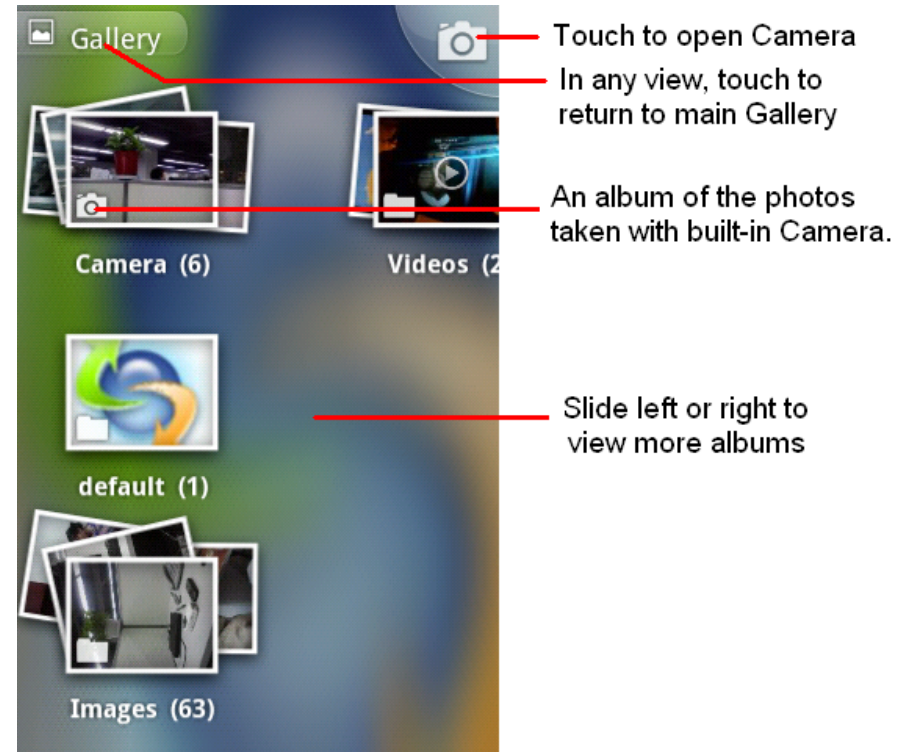 Gallery
Touch to open Camera
In any view, touch to
return to main Gallery
An album of the photos
taken with built-in Camera.
Camera (6)
Videos (2
default (1)
Slide left or right to
view more albums
Images (63)